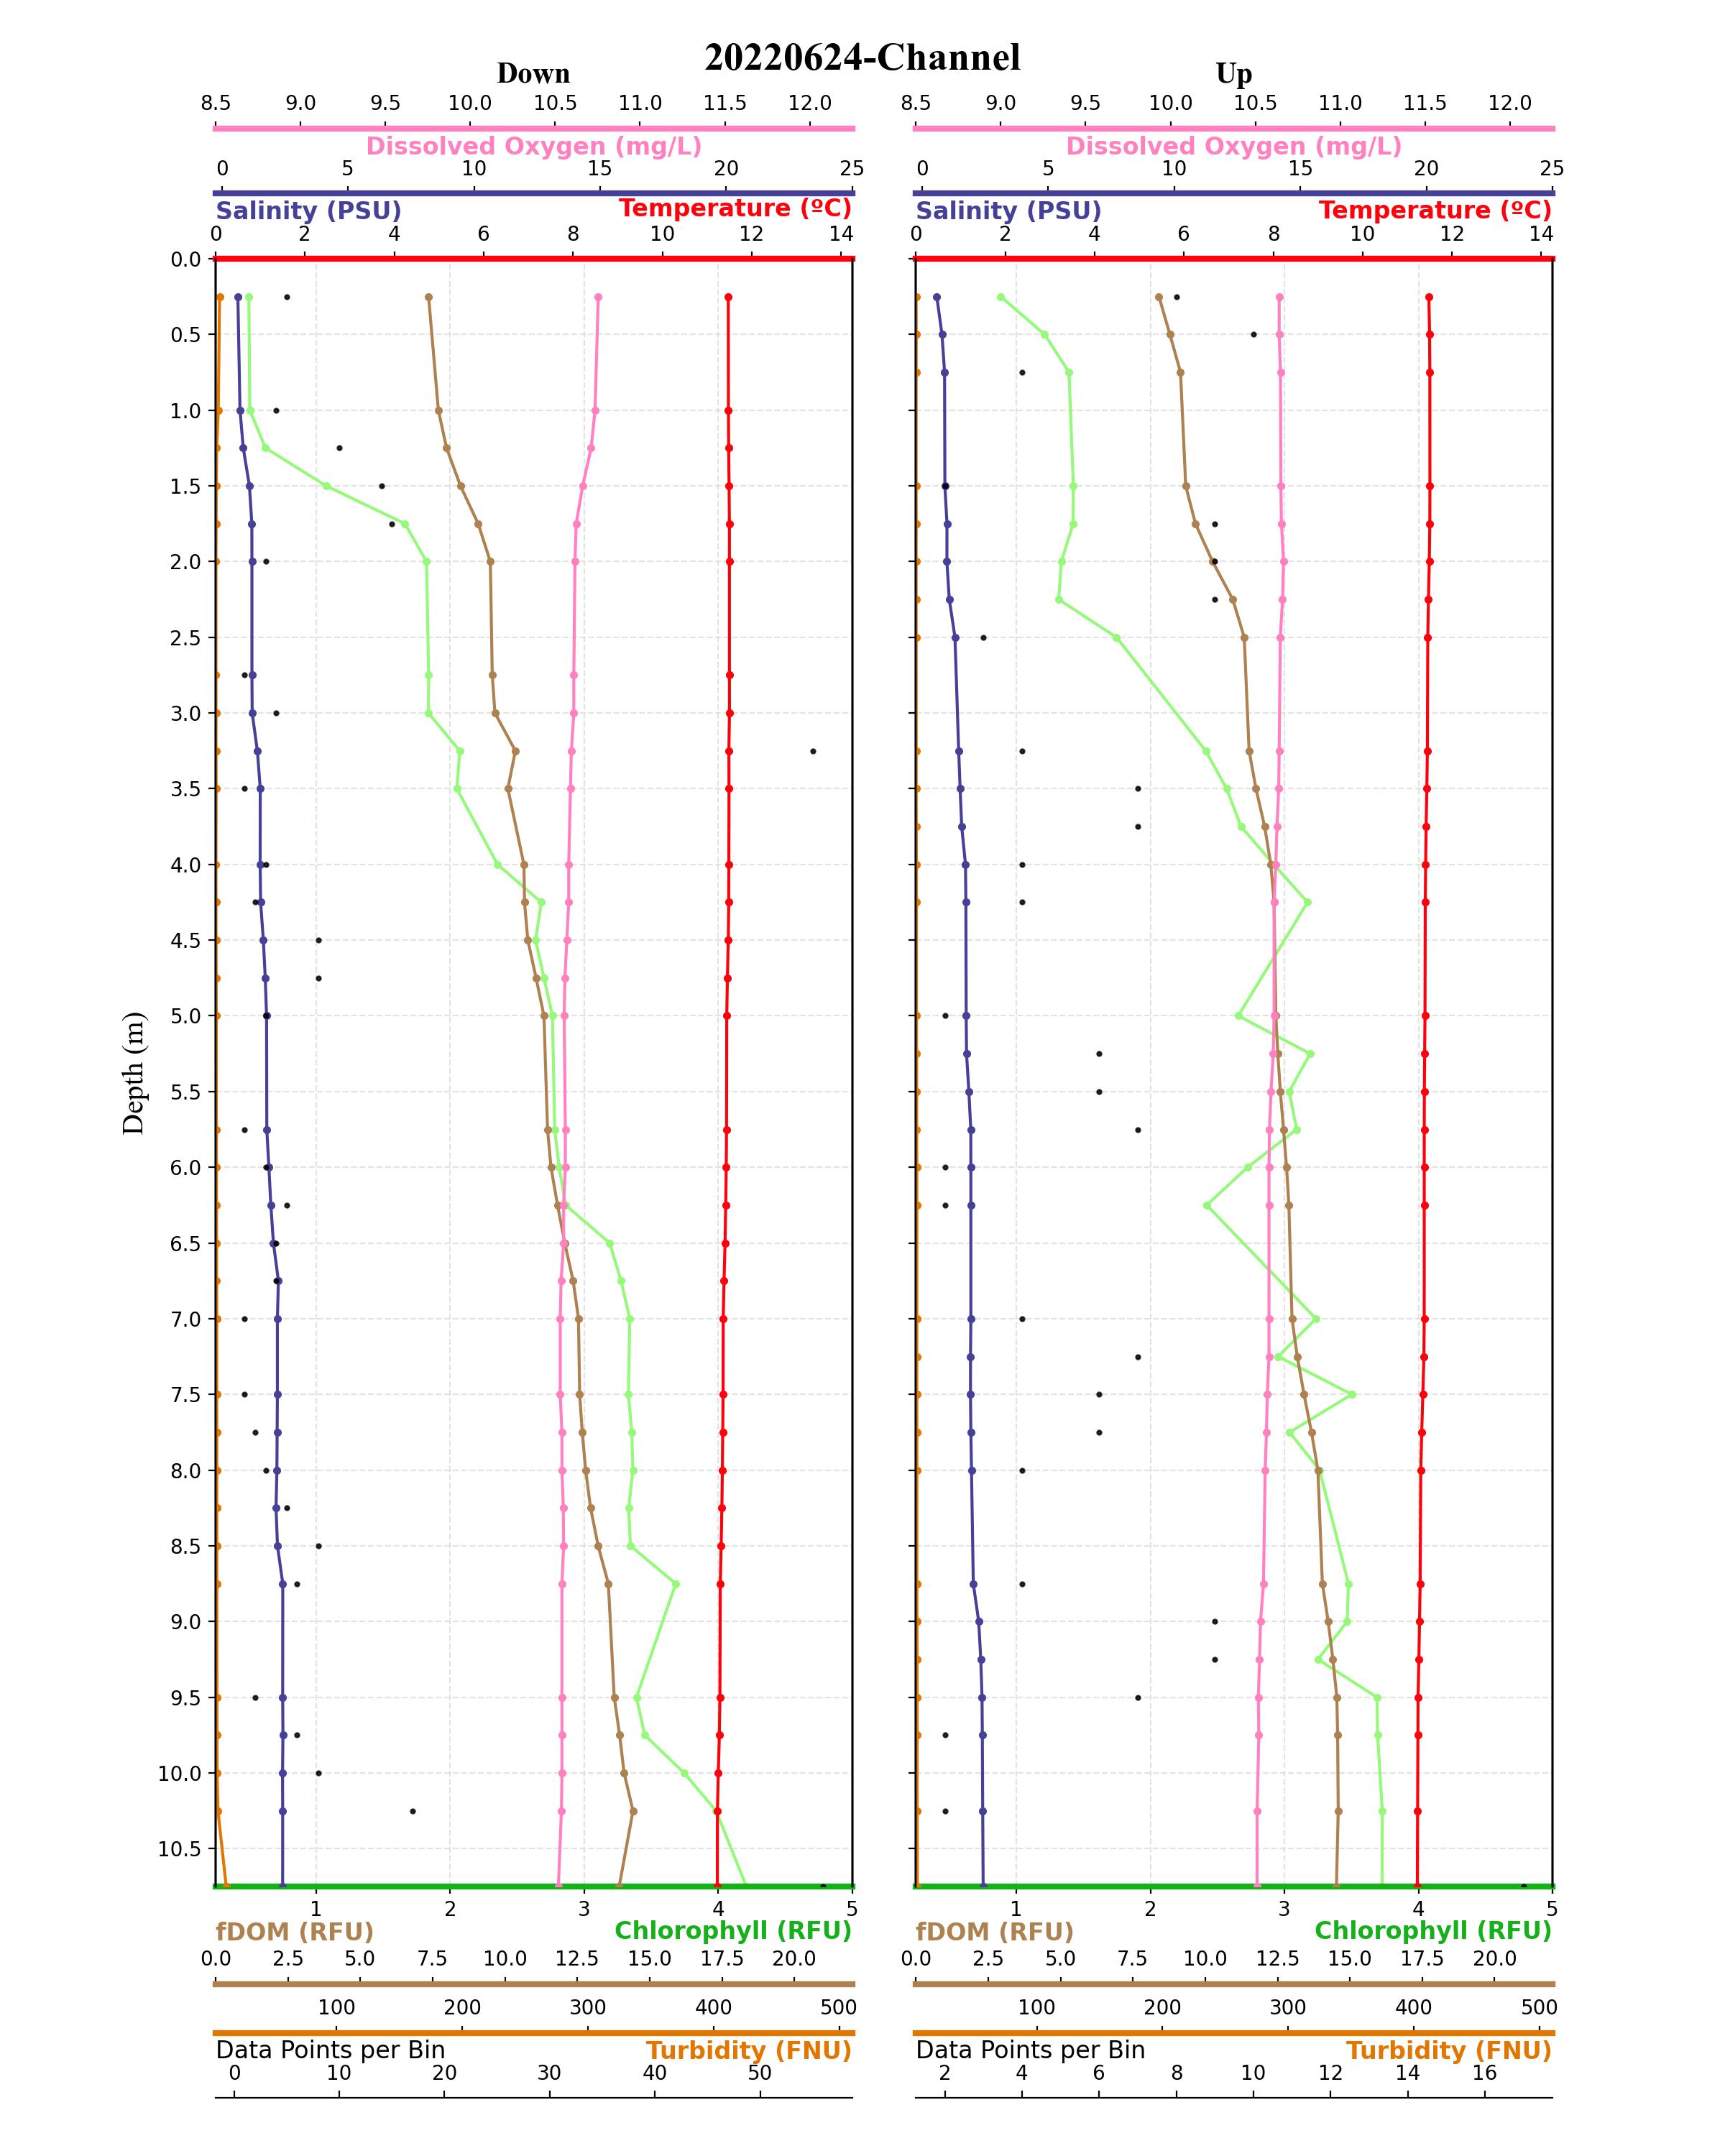 20220624-Channel
Down Up
8.5 9.0 9.5 10.0 10.5 11.0 11.5 12.0 8.5 9.0 9.5 10.0 10.5 11.0 11.5 12.0
Dissolved Oxygen (mg/L) Dissolved Oxygen (mg/L)
0 5 10 15 20 25 0 5 10 15 20 25
Salinity (PSU) Temperature (ºC) Salinity (PSU) Temperature (ºC)
0 2 4 6 8 10 12 14 0 2 4 6 8 10 12 14
0.0
0.5
1.0
1.5
2.0
2.5
3.0
3.5
4.0
4.5
5.0
Depth (m)
5.5
6.0
6.5
7.0
7.5
8.0
8.5
9.0
9.5
10.0
10.5
1 2 3 4 5 1 2 3 4 5
fDOM (RFU) Chlorophyll (RFU) fDOM (RFU) Chlorophyll (RFU)
0.0 2.5 5.0 7.5 10.0 12.5 15.0 17.5 20.0 0.0 2.5 5.0 7.5 10.0 12.5 15.0 17.5 20.0
100 200 300 400 500 100 200 300 400 500
Data Points per Bin Turbidity (FNU) Data Points per Bin Turbidity (FNU)
0 10 20 30 40 50 2 4 6 8 10 12 14 16